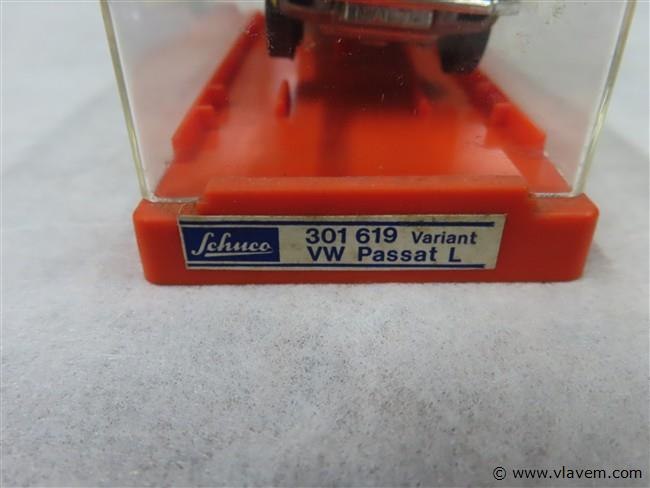 Schuco
301 619 Variant
VW Passat L
© www.vlavem.com